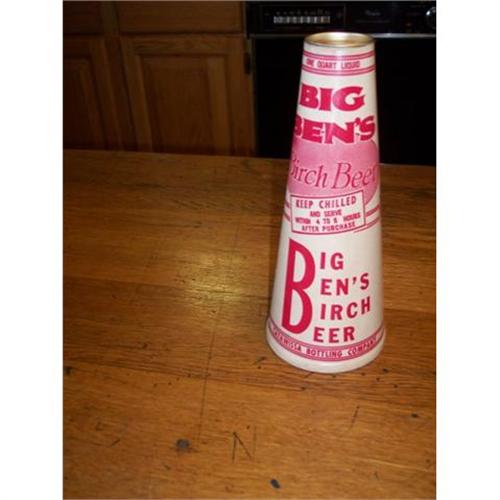 ONE QUART LIQUID
BIG
BEN'S
Birch Beer
KEEP CHILLED
AND SERVE
WITHIN 4 TO 6 HOURS
AFTER PURCHASE
BIG
BEN'S
BIRCH
BEER
BOTTLING COMPANY